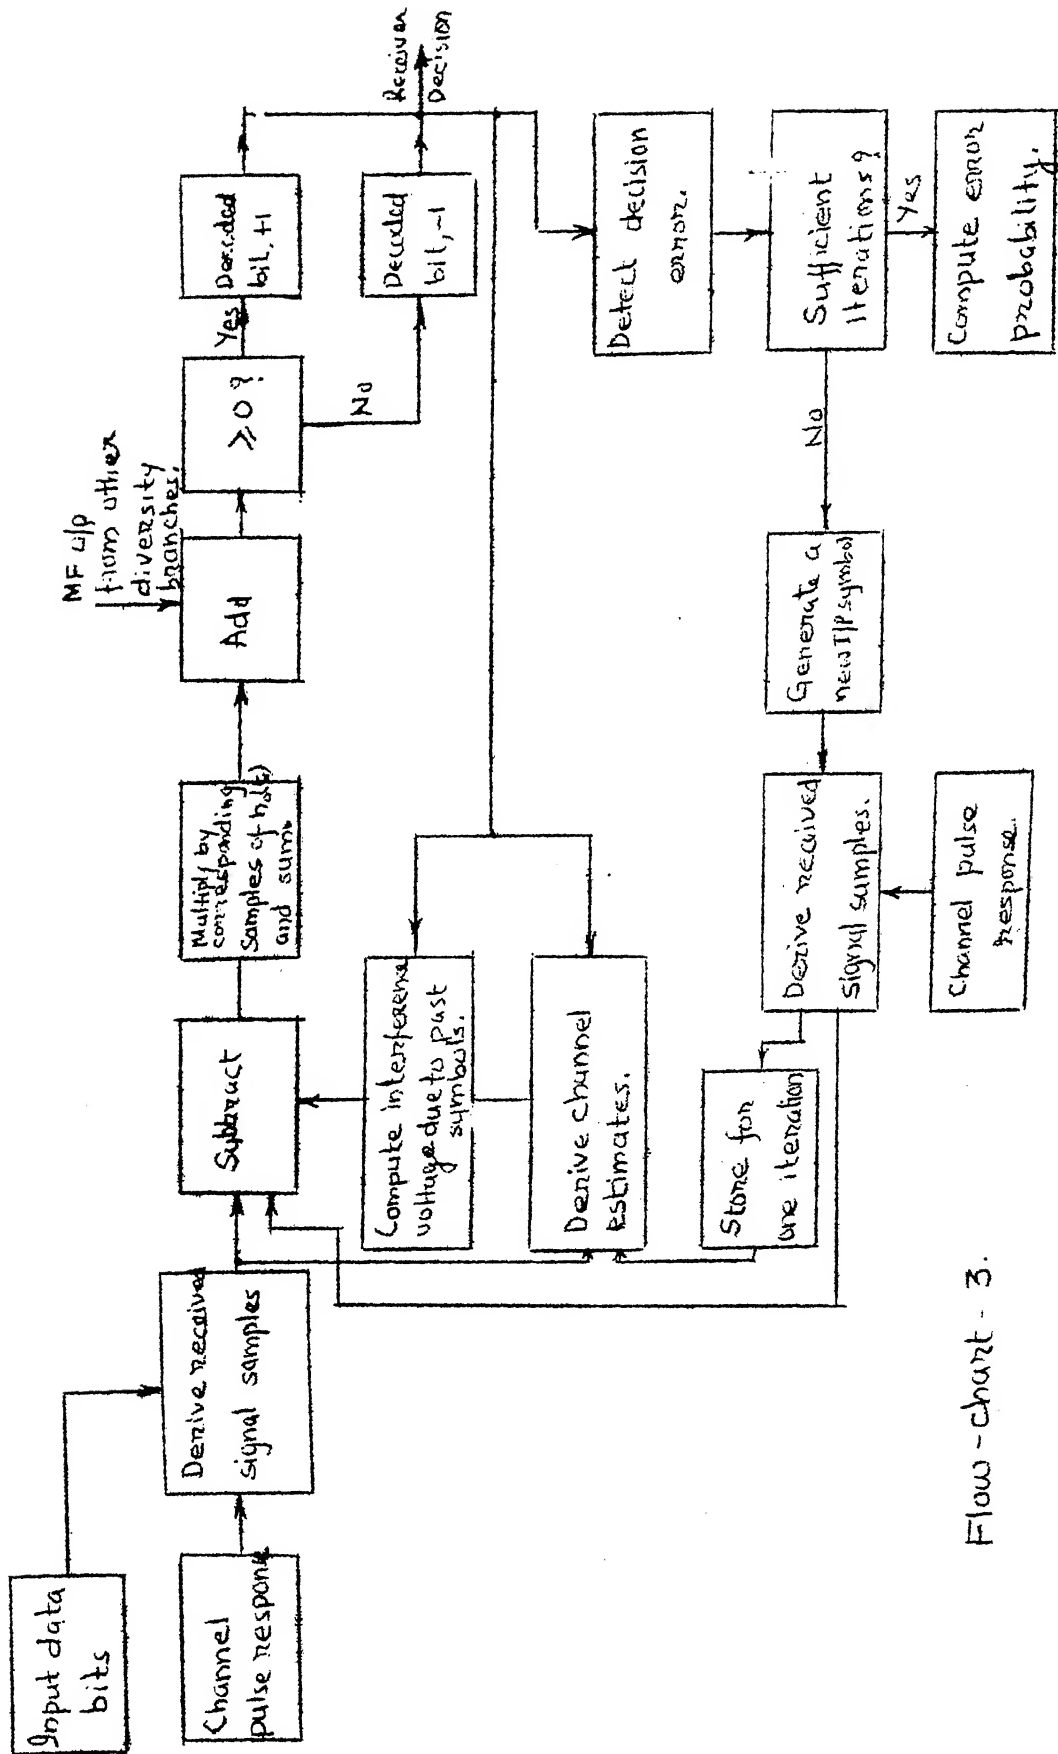 Input data
bits
Channel
pulse response
Derive received
signal samples
Subtract
Multiply by
corresponding
samples of
and sum.
MF o/p
from other
diversity
branches.
Add
≥0?
Yes
No
Decoded
bit, +1
Decoded
bit, -1
Receiver
Decision
Compute interference
voltage due to past
symbols.
Derive channel
estimates.
Detect decision
error.
Sufficient
iterations?
Yes
No
Compute error
probability.
Generate a
new I/P symbol
Derive received
signal samples.
Channel pulse
response.
Store for
one iteration
Flow-chart - 3.